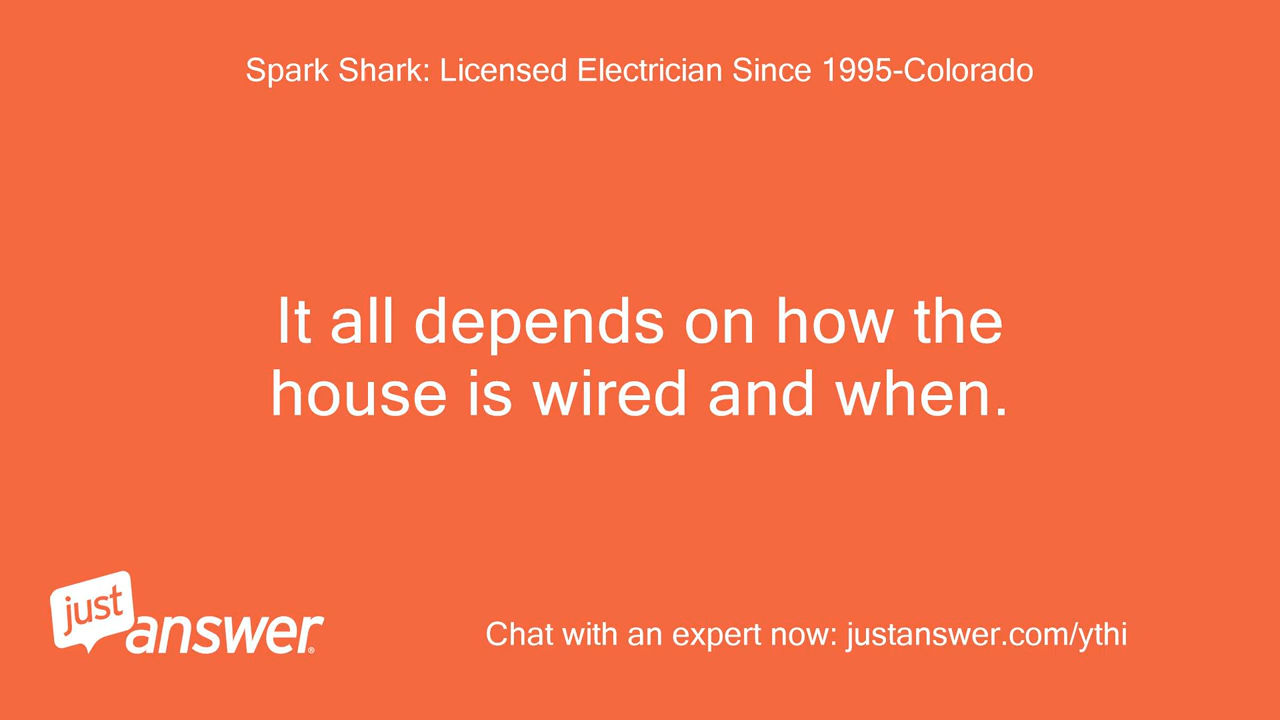 Spark Shark: Licensed Electrician Since 1995-Colorado
It all depends on how the
house is wired and when.
just
answer®
Chat with an expert now: justanswer.com/ythi